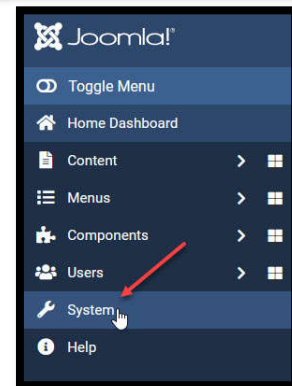 Joomla!®
Toggle Menu
Home Dashboard
Content
Menus
Components
Users
System
Help